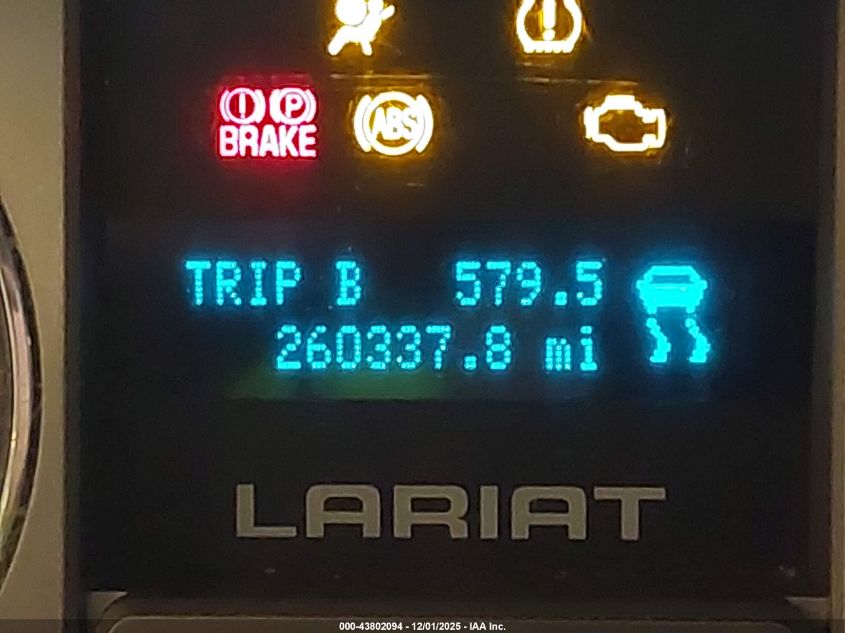 (!) (P)
BRAKE
ABS
TRIP B 579.5
260337.8 mi
LARIAT
000-43802094 - 12/01/2025 - IAA Inc.